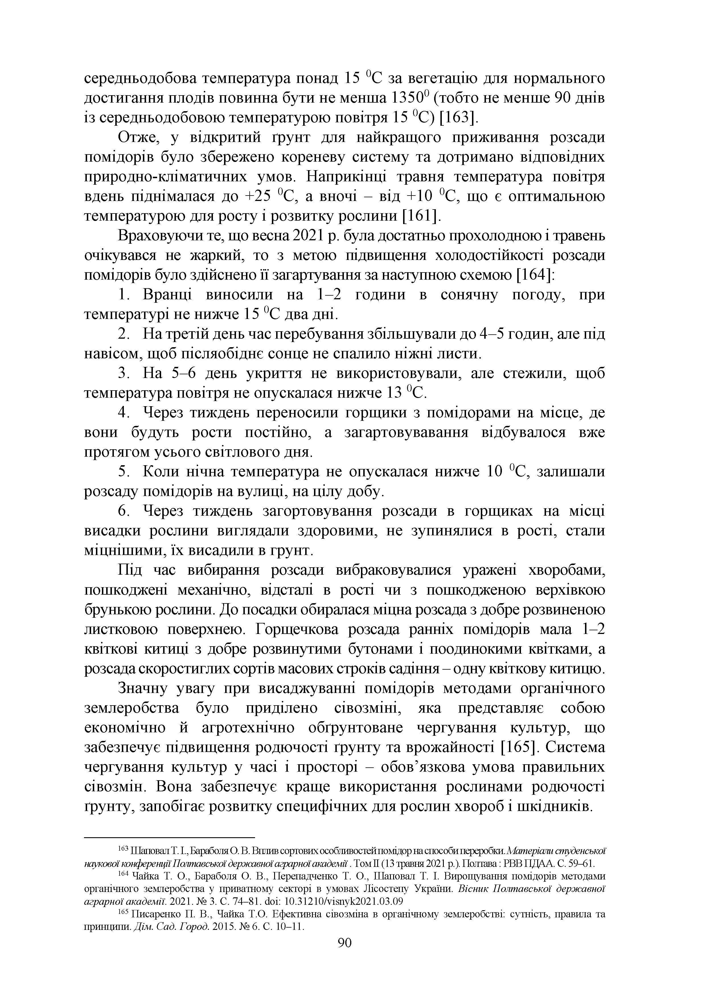 середньодобова температура понад 15 ⁰С за вегетацію для нормального
достигання плодів повинна бути не менша 1350⁰ (тобто не менше 90 днів
із середньодобовою температурою повітря 15 ⁰С) [163].
Отже, у відкритий ґрунт для найкращого приживання розсади
помідорів було збережено кореневу систему та дотримано відповідних
природно-кліматичних умов. Наприкінці травня температура повітря
вдень піднімалася до +25 ⁰С, а вночі – від +10 ⁰С, що є оптимальною
температурою для росту і розвитку рослини [161].
Враховуючи те, що весна 2021 р. була достатньо прохолодною і травень
очікувався не жаркий, то з метою підвищення холодостійкості розсади
помідорів було здійснено її загартування за наступною схемою [164]:
1. Вранці виносили на 1–2 години в сонячну погоду, при
температурі не нижче 15 ⁰С два дні.
2. На третій день час перебування збільшували до 4–5 годин, але під
навісом, щоб післяобіднє сонце не спалило ніжні листи.
3. На 5–6 день укриття не використовували, але стежили, щоб
температура повітря не опускалася нижче 13 ⁰С.
4. Через тиждень переносили горщики з помідорами на місце, де
вони будуть рости постійно, а загартовувавання відбувалося вже
протягом усього світлового дня.
5. Коли нічна температура не опускалася нижче 10 ⁰С, залишали
розсаду помідорів на вулиці, на цілу добу.
6. Через тиждень загортовування розсади в горщиках на місці
висадки рослини виглядали здоровими, не зупинялися в рості, стали
міцнішими, їх висадили в грунт.
Під час вибирання розсади вибраковувалися уражені хворобами,
пошкоджені механічно, відсталі в рості чи з пошкодженою верхівкою
брунькою рослини. До посадки обиралася міцна розсада з добре розвиненою
листковою поверхнею. Горщечкова розсада ранніх помідорів мала 1–2
квіткові китиці з добре розвинутими бутонами і поодинокими квітками, а
розсада скоростиглих сортів масових строків садіння – одну квіткову китицю.
Значну увагу при висаджуванні помідорів методами органічного
землеробства було приділено сівозміні, яка представляє собою
економічно й агротехнічно обґрунтоване чергування культур, що
забезпечує підвищення родючості ґрунту та врожайності [165]. Система
чергування культур у часі і просторі – обов’язкова умова правильних
сівозмін. Вона забезпечує краще використання рослинами родючості
ґрунту, запобігає розвитку специфічних для рослин хвороб і шкідників.
¹⁶³ Шаповал Т. І., Бараболя О. В. Вплив сортових особливостей помідор на способи переробки. Матеріали студенської
наукової конференції Полтавської державної аграрної академії . Том ІІ (13 травня 2021 р.). Полтава : РВВ ПДАА. С. 59–61.
¹⁶⁴ Чайка Т. О., Бараболя О. В., Перепадченко Т. О., Шаповал Т. І. Вирощування помідорів методами
органічного землеробства у приватному секторі в умовах Лісостепу України. Вісник Полтавської державної
аграрної академії. 2021. № 3. С. 74–81. doi: 10.31210/visnyk2021.03.09
¹⁶⁵ Писаренко П. В., Чайка Т.О. Ефективна сівозміна в органічному землеробстві: сутність, правила та
принципи. Дім. Сад. Город. 2015. № 6. С. 10–11.
90